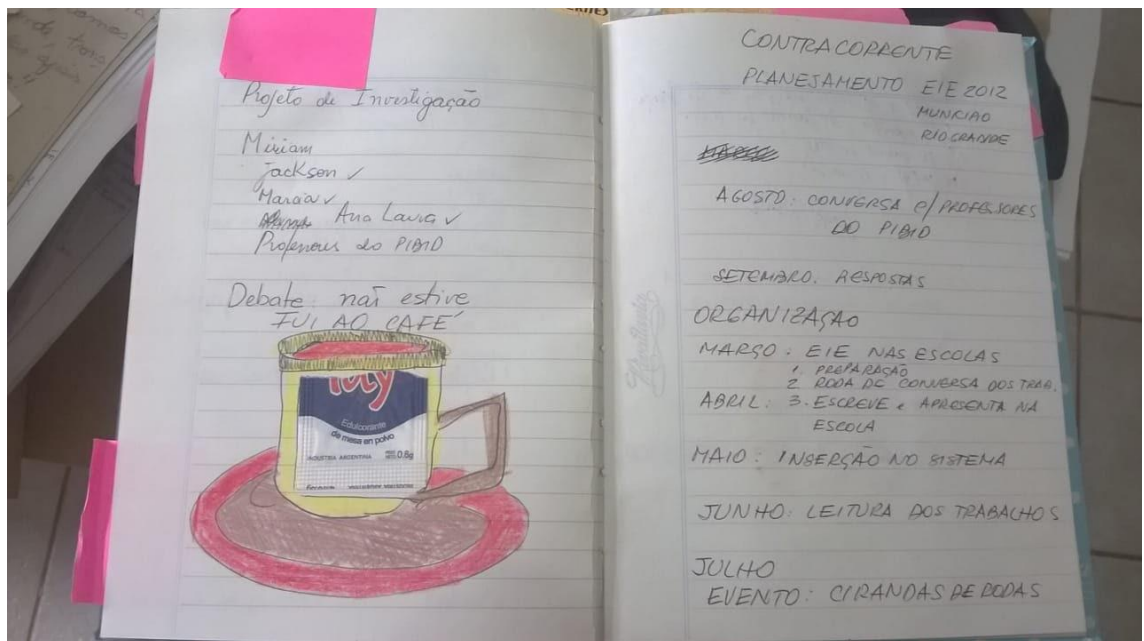 Projeto de Investigação
Miriam
Jackson ✓
Marcia ✓
Ana Laura ✓
Professores do PIBID
Debate: não estive
FUI AO CAFÉ
Edulcorante
de mesa en polvo
INDUSTRIA ARGENTINA
0.8g
CONTRACORRENTE
PLANEJAMENTO EIE 2012
RIO GRANDE
AGOSTO: CONVERSA c/ PROFESSORES
DO PIBID
SETEMBRO: RESPOSTAS
ORGANIZAÇÃO
MARÇO: EIE NAS ESCOLAS
1. PREPARAÇÃO
2 RODA DE CONVERSA DOS TRAB.
ABRIL: 3. ESCREVE e APRESENTA NA
ESCOLA
MAIO: INSERÇÃO NO SISTEMA
JUNHO: LEITURA DOS TRABALHOS
JULHO
EVENTO: CIRANDAS DE RODAS